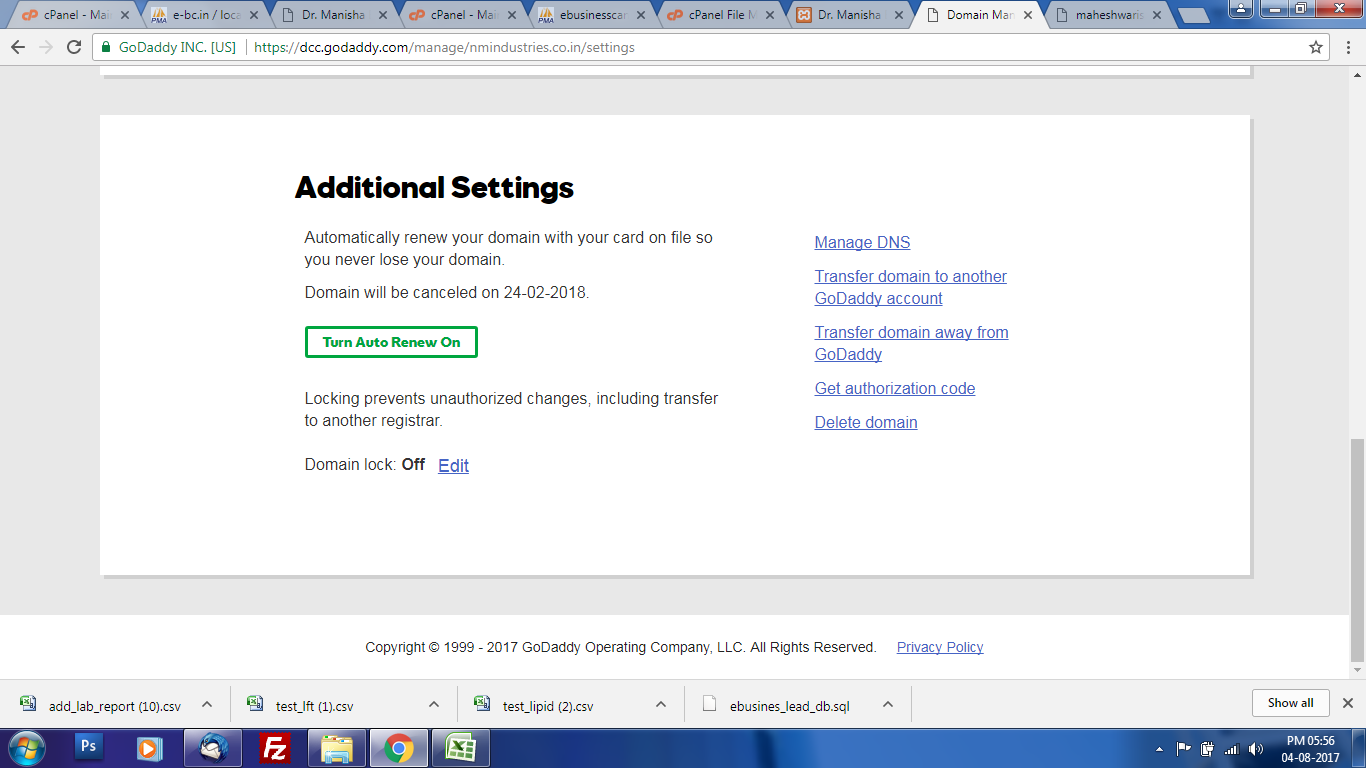 cPanel - Mai
e-bc.in / loca
Dr. Manisha
cPanel - Mai
ebusinesscar
cPanel File M
Dr. Manisha
Domain Man
maheshwaris
GoDaddy INC. [US]
https://dcc.godaddy.com/manage/nmindustries.co.in/settings
Additional Settings
Automatically renew your domain with your card on file so
you never lose your domain.
Domain will be canceled on 24-02-2018.
Turn Auto Renew On
Locking prevents unauthorized changes, including transfer
to another registrar.
Domain lock: Off Edit
Manage DNS
Transfer domain to another
GoDaddy account
Transfer domain away from
GoDaddy
Get authorization code
Delete domain
Copyright © 1999 - 2017 GoDaddy Operating Company, LLC. All Rights Reserved. Privacy Policy
add_lab_report (10).csv
test_lft (1).csv
test_lipid (2).csv
ebusines_lead_db.sql
Show all
Ps
PM 05:56
04-08-2017